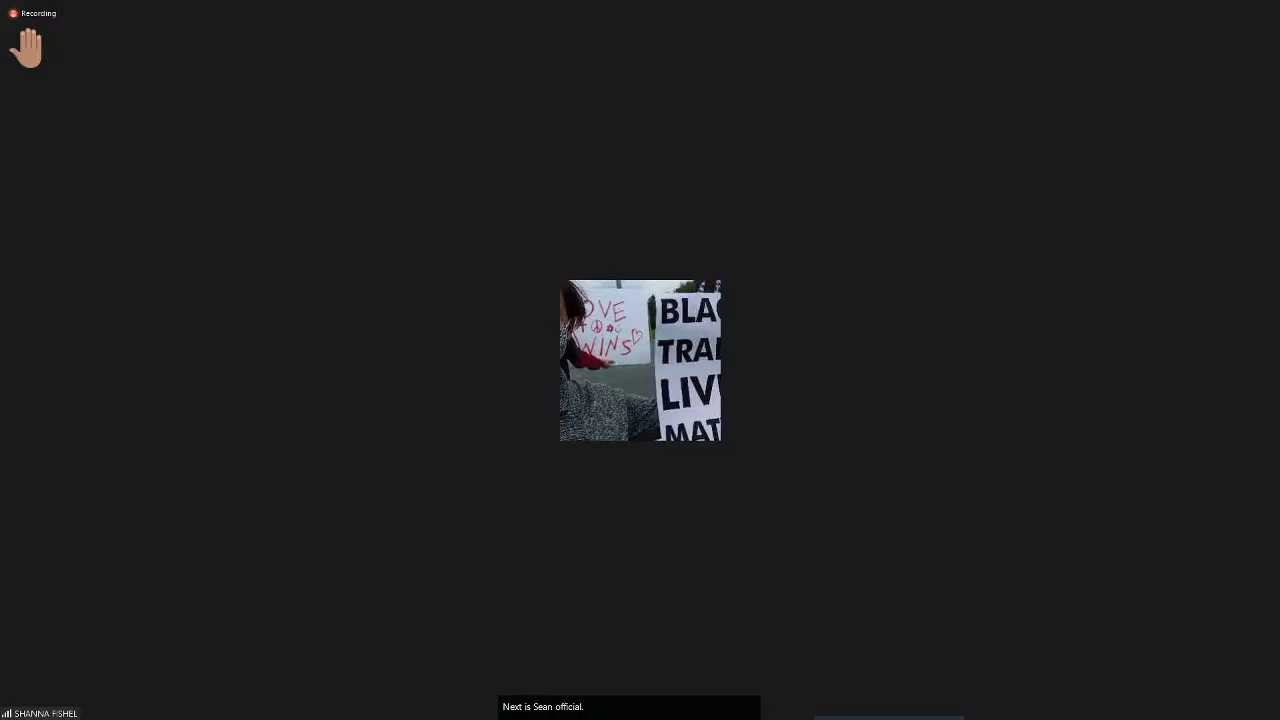 Recording
OVE
WINS
BLAC
TRA
LIV
MAT
SHANNA FISHEL
Next is Sean official.